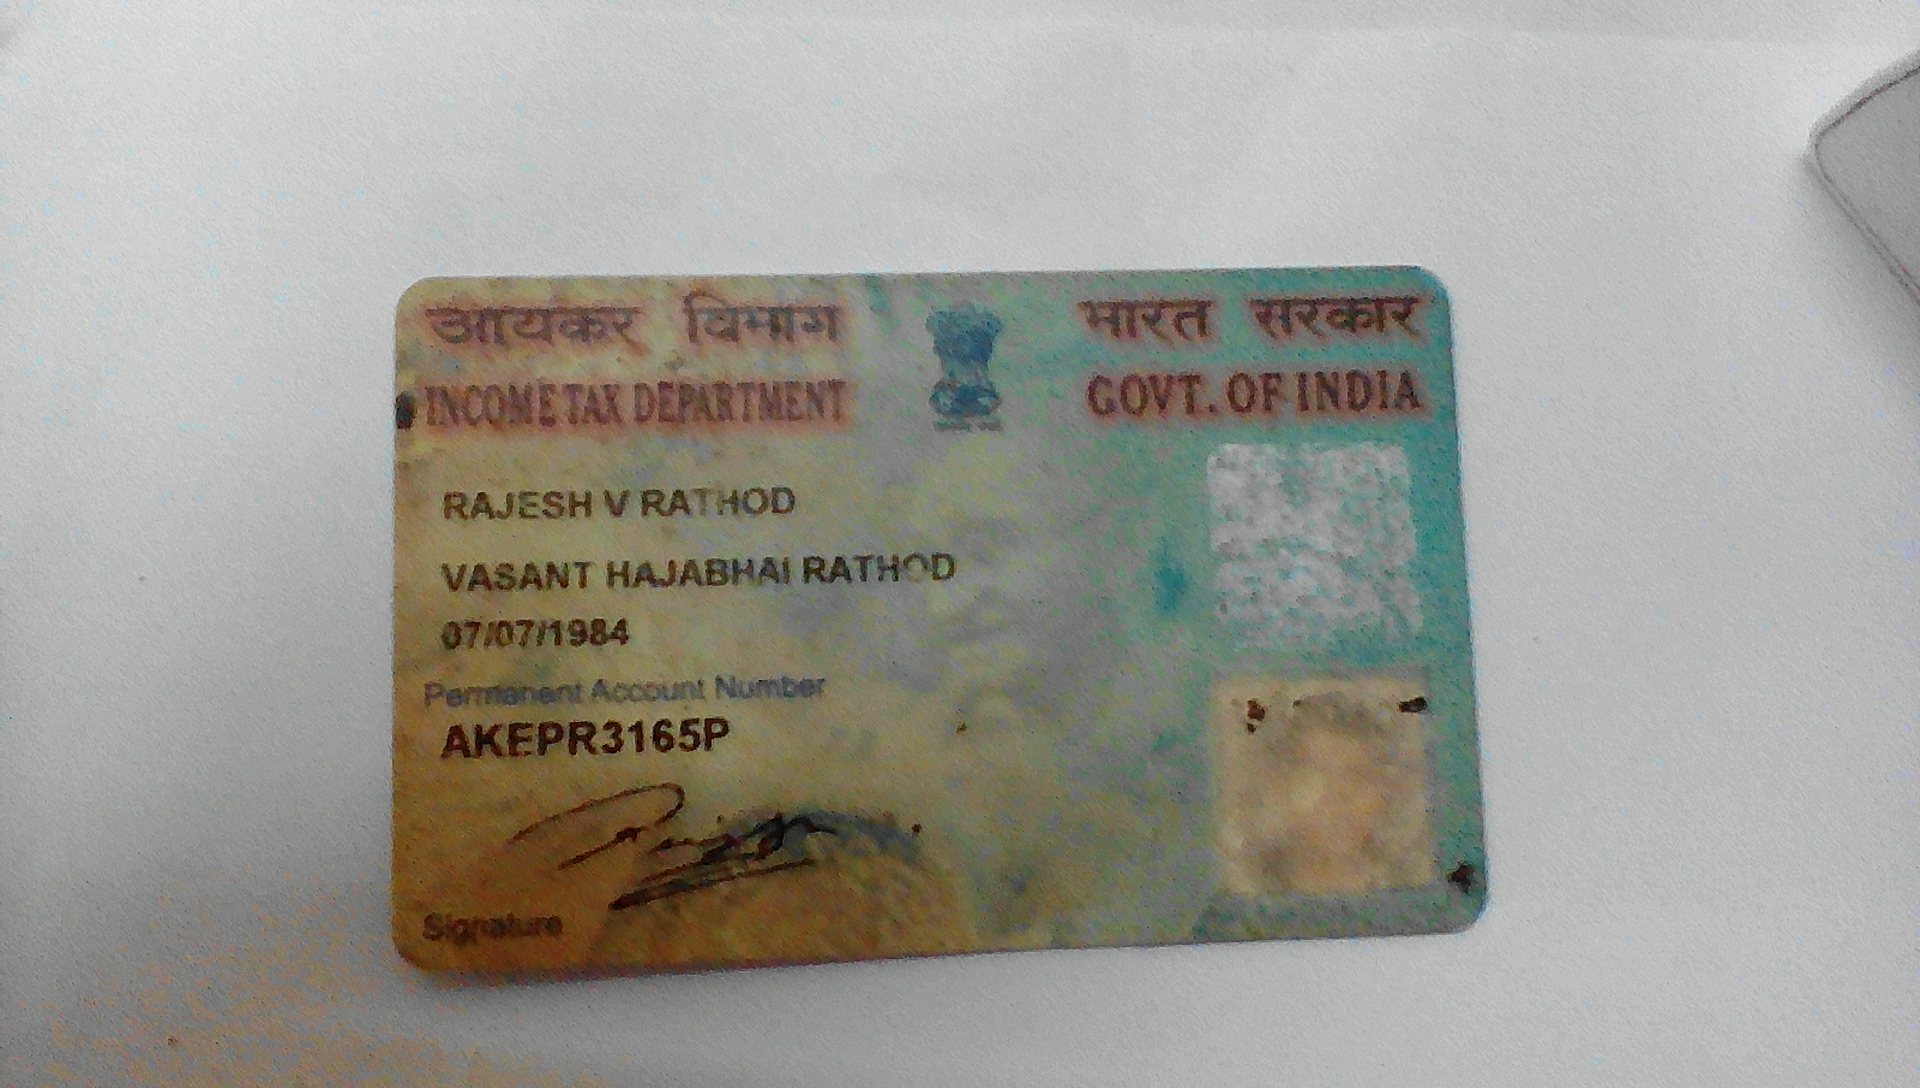 आयकर विभाग
भारत सरकार
INCOME TAX DEPARTMENT
GOVT. OF INDIA
RAJESH V RATHOD
VASANT HAJABHAI RATHOD
07/07/1984
Permanent Account Number
AKEPR3165P
Signature